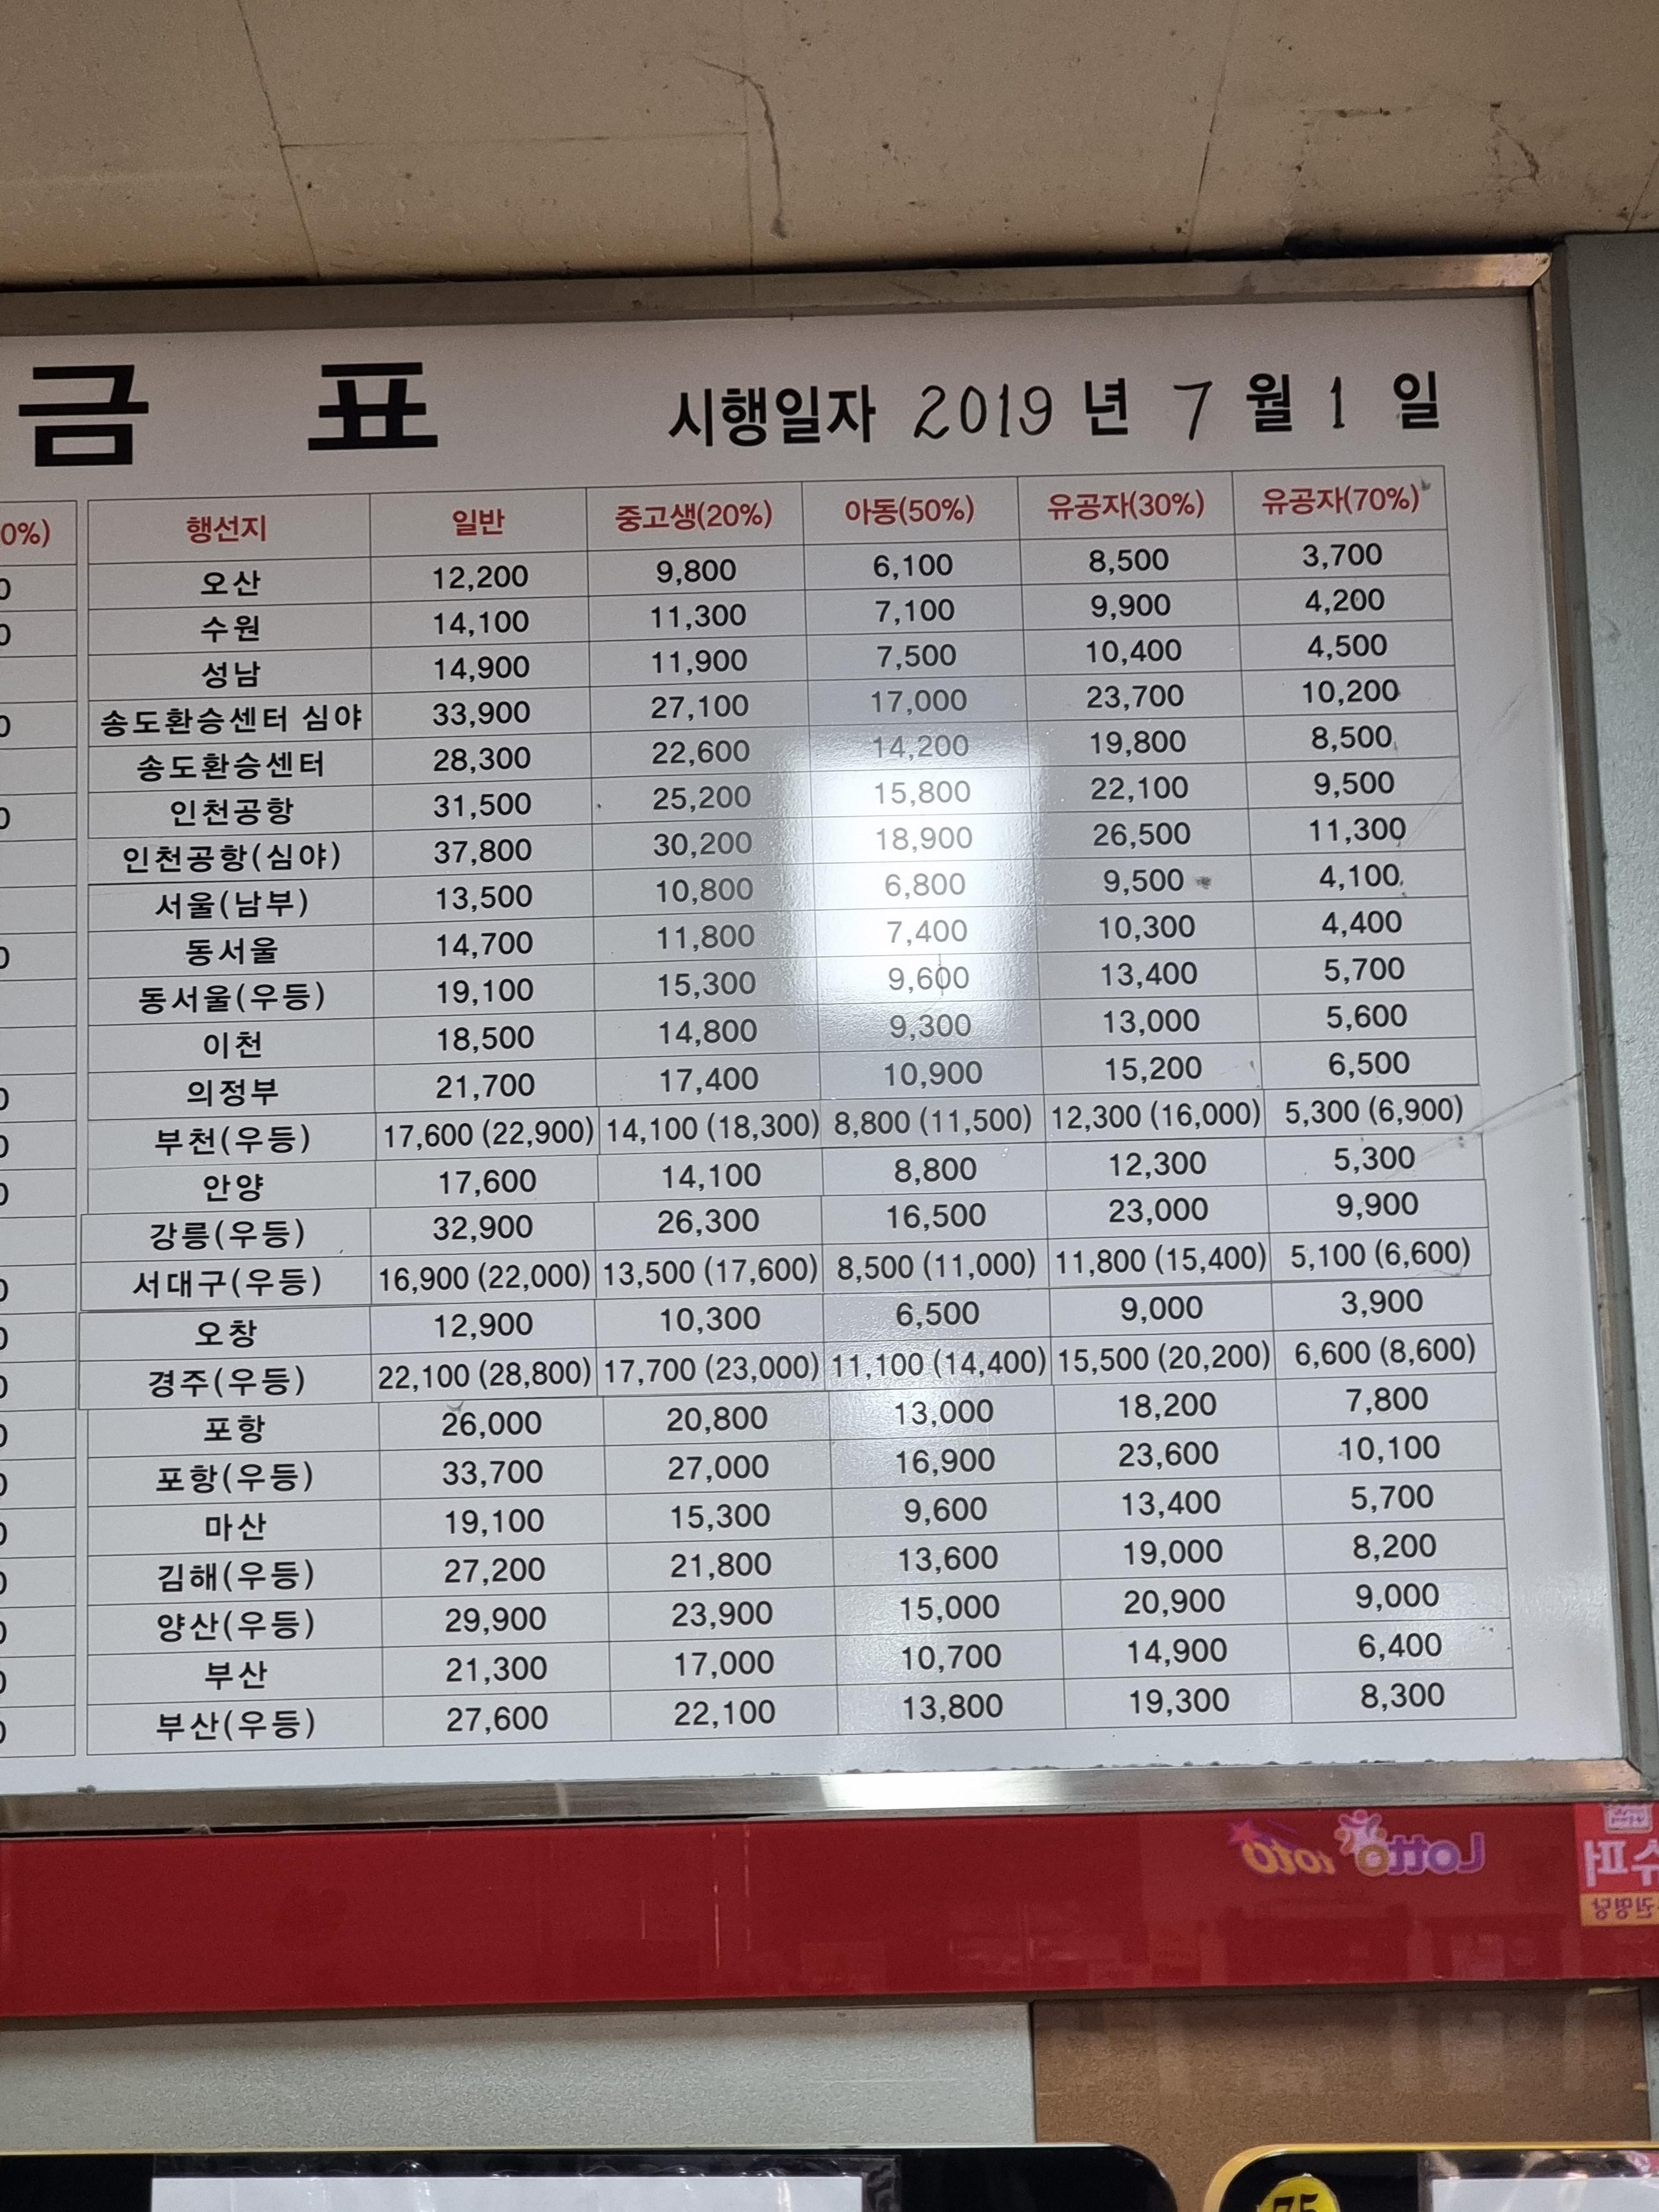 금 표 시행일자 2019 년 7 월 1 일
0%) 행선지 일반 중고생(20%) 아동(50%) 유공자(30%) 유공자(70%)
오산 12,200 9,800 6,100 8,500 3,700
수원 14,100 11,300 7,100 9,900 4,200
성남 14,900 11,900 7,500 10,400 4,500
송도환승센터 심야 33,900 27,100 17,000 23,700 10,200
송도환승센터 28,300 22,600 14,200 19,800 8,500
인천공항 31,500 25,200 15,800 22,100 9,500
인천공항(심야) 37,800 30,200 18,900 26,500 11,300
서울(남부) 13,500 10,800 6,800 9,500 4,100
동서울 14,700 11,800 7,400 10,300 4,400
동서울(우등) 19,100 15,300 9,600 13,400 5,700
이천 18,500 14,800 9,300 13,000 5,600
의정부 21,700 17,400 10,900 15,200 6,500
부천(우등) 17,600 (22,900) 14,100 (18,300) 8,800 (11,500) 12,300 (16,000) 5,300 (6,900)
안양 17,600 14,100 8,800 12,300 5,300
강릉(우등) 32,900 26,300 16,500 23,000 9,900
서대구(우등) 16,900 (22,000) 13,500 (17,600) 8,500 (11,000) 11,800 (15,400) 5,100 (6,600)
오창 12,900 10,300 6,500 9,000 3,900
경주(우등) 22,100 (28,800) 17,700 (23,000) 11,100 (14,400) 15,500 (20,200) 6,600 (8,600)
포항 26,000 20,800 13,000 18,200 7,800
포항(우등) 33,700 27,000 16,900 23,600 10,100
마산 19,100 15,300 9,600 13,400 5,700
김해(우등) 27,200 21,800 13,600 19,000 8,200
양산(우등) 29,900 23,900 15,000 20,900 9,000
부산 21,300 17,000 10,700 14,900 6,400
부산(우등) 27,600 22,100 13,800 19,300 8,300
Lotto toto